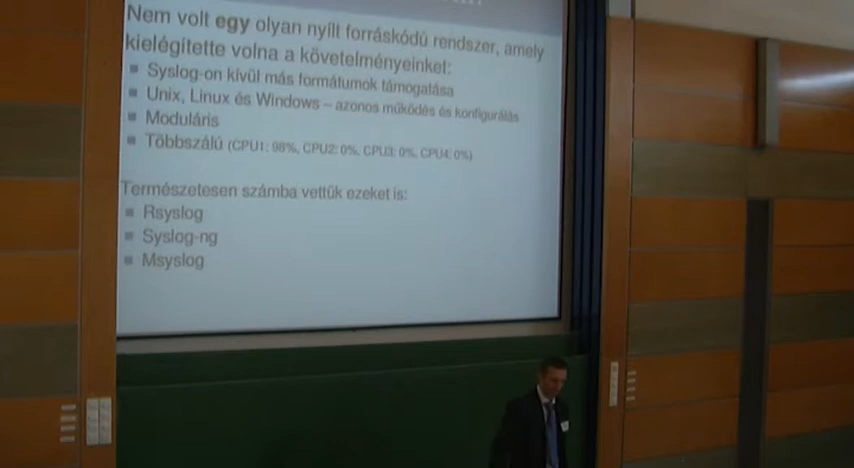 Nem volt egy olyan nyílt forráskódú rendszer, amely
kielégítette volna a követelményeinket:
Syslog-on kívül más formátumok támogatása
Unix, Linux és Windows – azonos működés és konfigurálás
Moduláris
Többszálú (CPU1: 98%, CPU2: 0%, CPU3: 0%, CPU4: 0%)
Természetesen számba vettük ezeket is:
Rsyslog
Syslog-ng
Msyslog